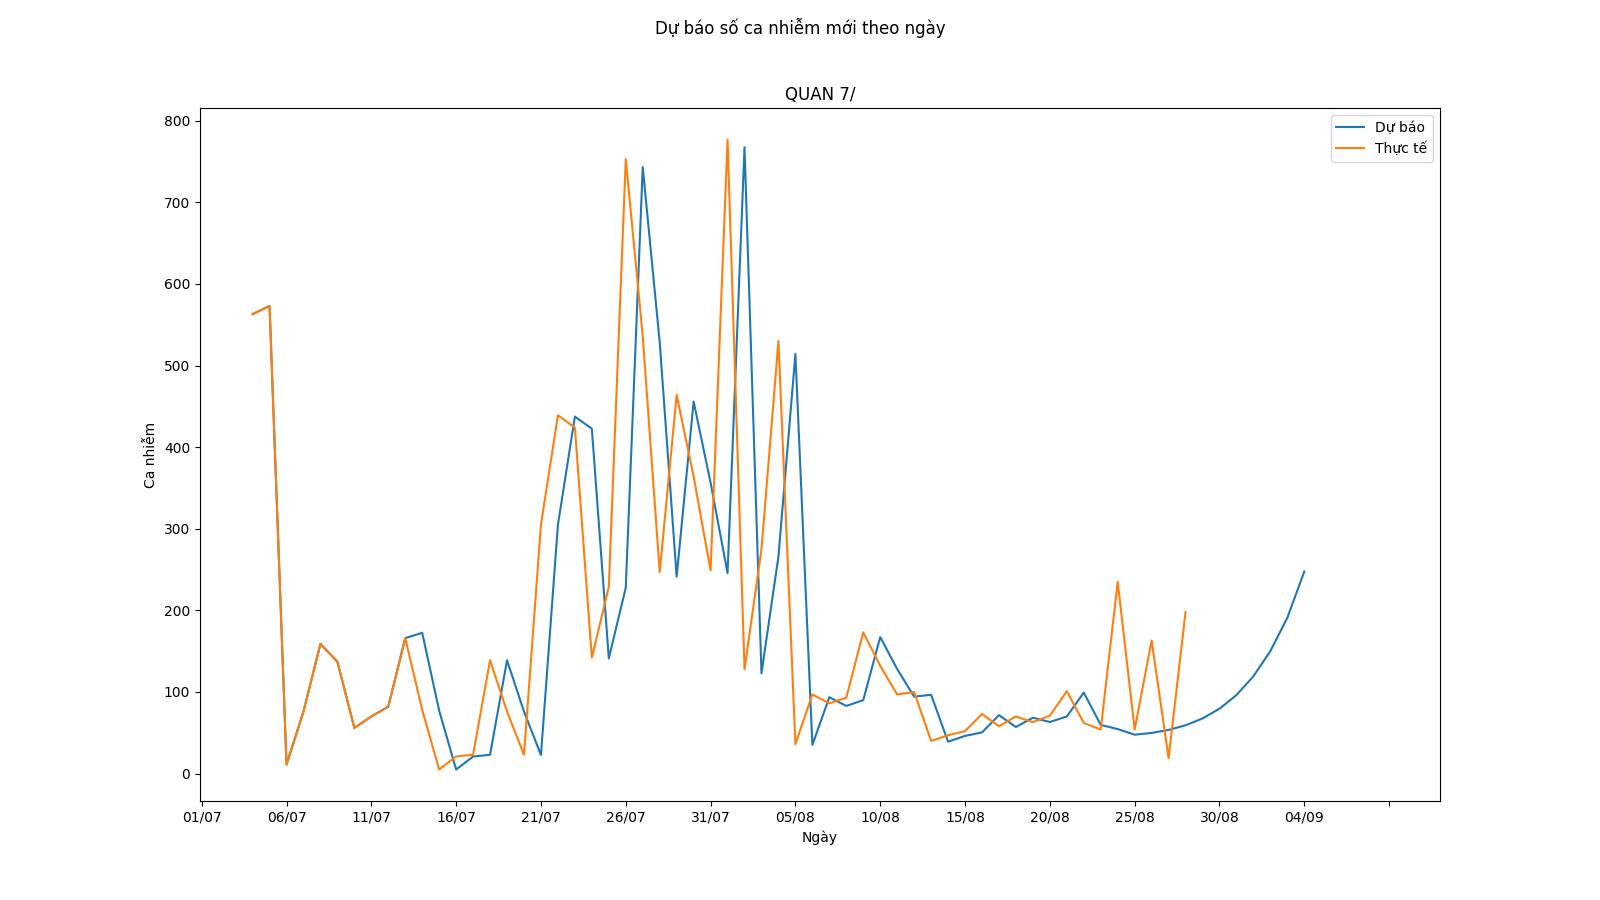 Dự báo số ca nhiễm mới theo ngày
QUAN 7/
Dự báo
Thực tế
800
700
600
500
400
300
200
100
0
Ca nhiễm
01/07 06/07 11/07 16/07 21/07 26/07 31/07 05/08 10/08 15/08 20/08 25/08 30/08 04/09
Ngày